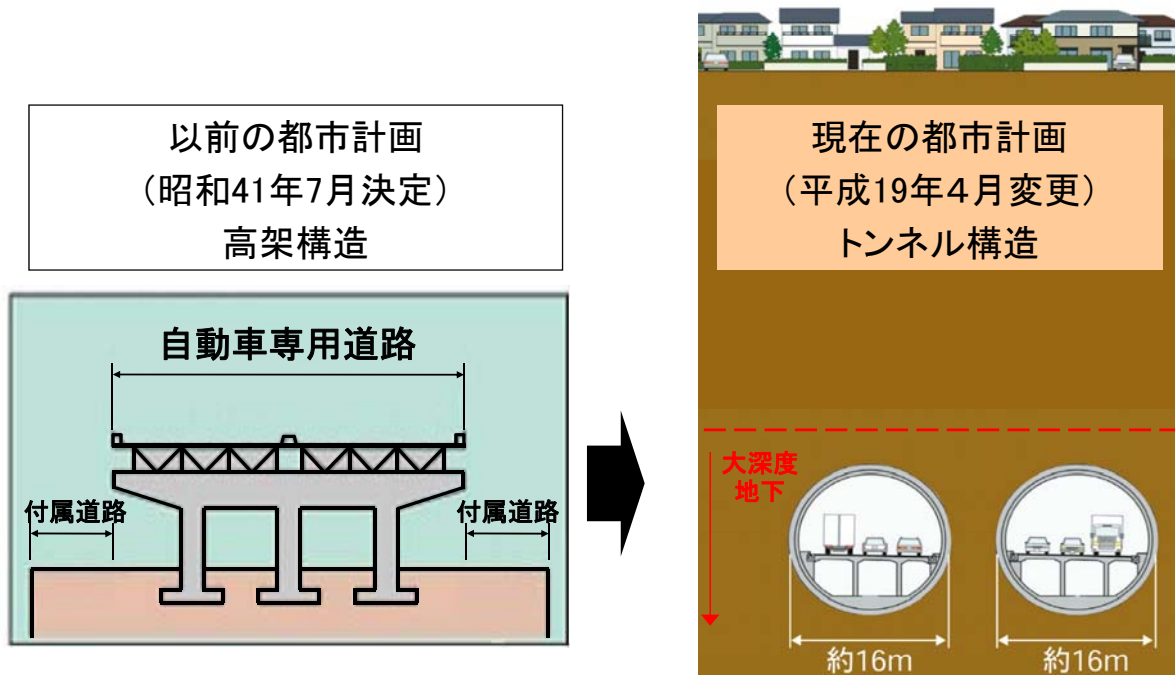 以前の都市計画
（昭和41年7月決定）
高架構造
自動車専用道路
付属道路
付属道路
現在の都市計画
（平成19年４月変更）
トンネル構造
大深度
地下
約16m
約16m